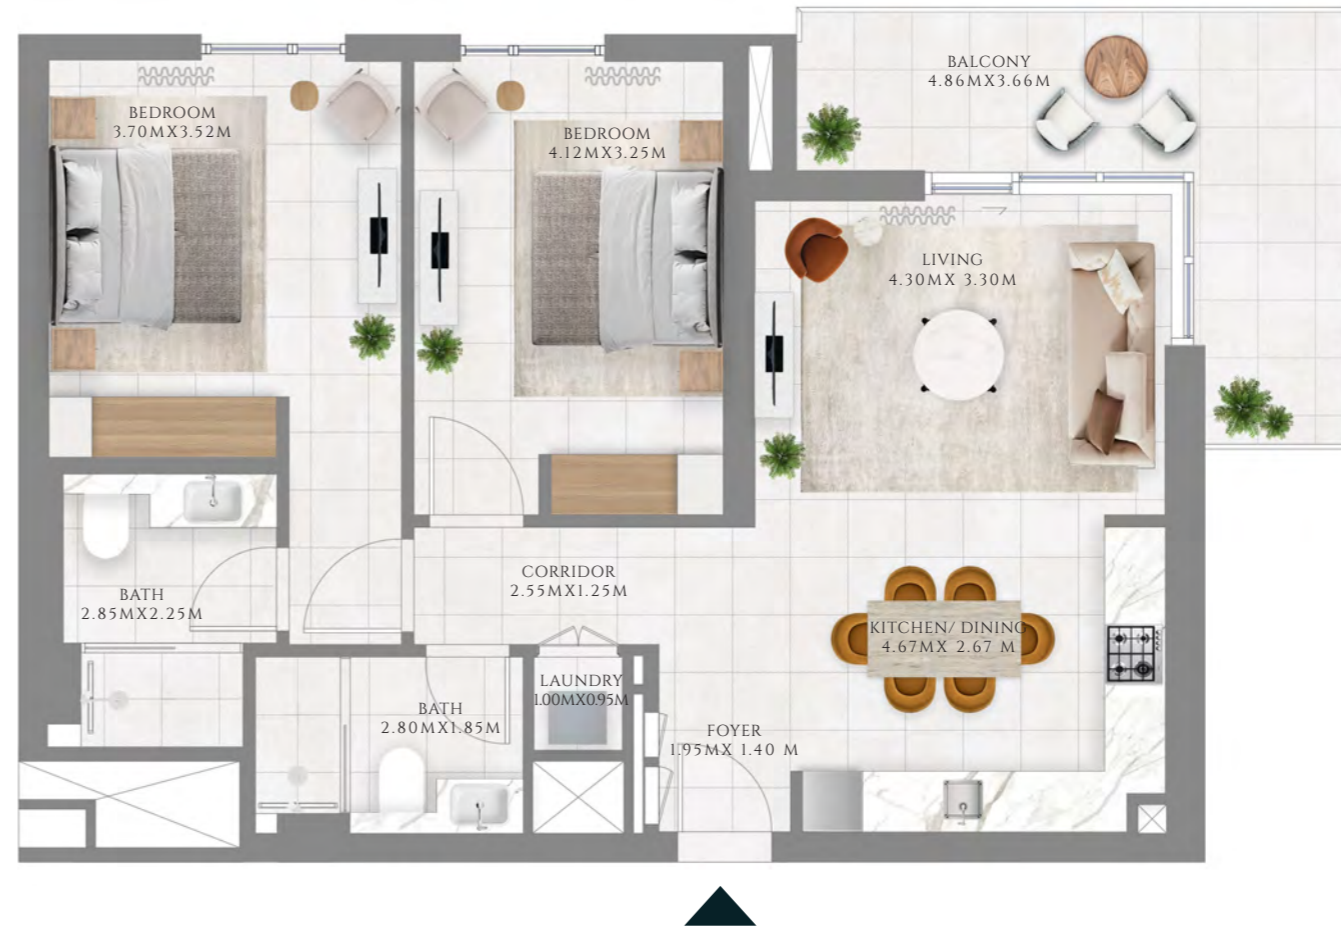 BALCONY
4.86MX3.66M
BEDROOM
3.70MX3.52M
BEDROOM
4.12MX3.25M
LIVING
4.30MX 3.30M
CORRIDOR
2.55MX1.25M
BATH
2.85MX2.25M
KITCHEN/ DINING
4.67MX 2.67 M
LAUNDRY
1.00MX0.95M
BATH
2.80MX1.85M
FOYER
1.95MX 1.40 M